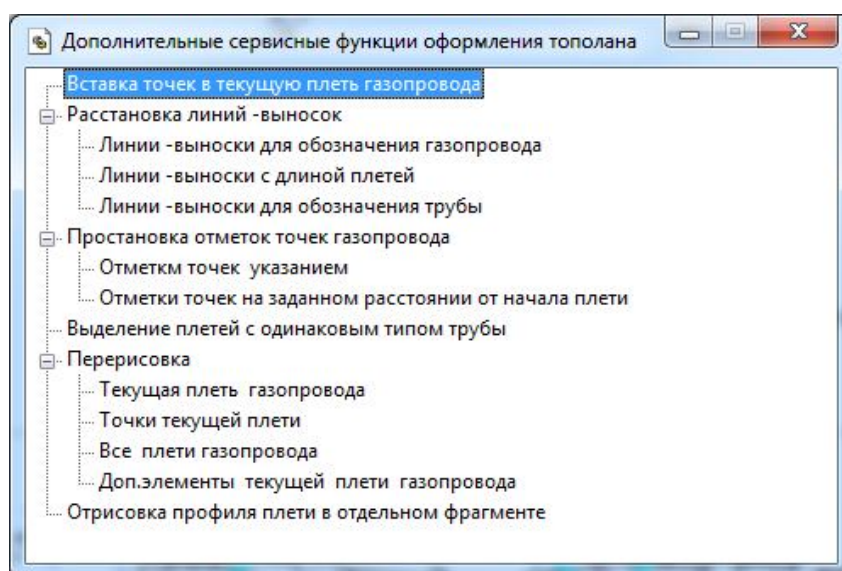 Дополнительные сервисные функции оформления тополана
Вставка точек в текущую плеть газопровода
Расстановка линий -выносок
Линии -выноски для обозначения газопровода
Линии -выноски с длиной плетей
Линии -выноски для обозначения трубы
Простановка отметок точек газопровода
Отметкм точек указанием
Отметки точек на заданном расстоянии от начала плети
Выделение плетей с одинаковым типом трубы
Перерисовка
Текущая плеть газопровода
Точки текущей плети
Все плети газопровода
Доп.элементы текущей плети газопровода
Отрисовка профиля плети в отдельном фрагменте